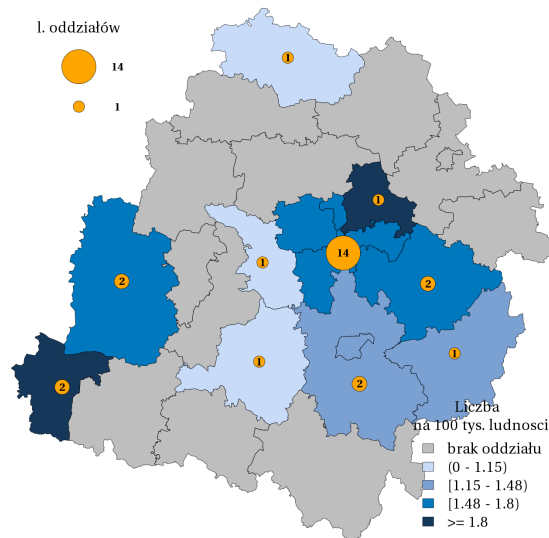 l. oddziałów
14
1
1
1
1
14
2
2
1
1
2
2
Liczba
na 100 tys. ludnosci
brak oddziału
(0 - 1.15)
[1.15 - 1.48)
[1.48 - 1.8)
>= 1.8